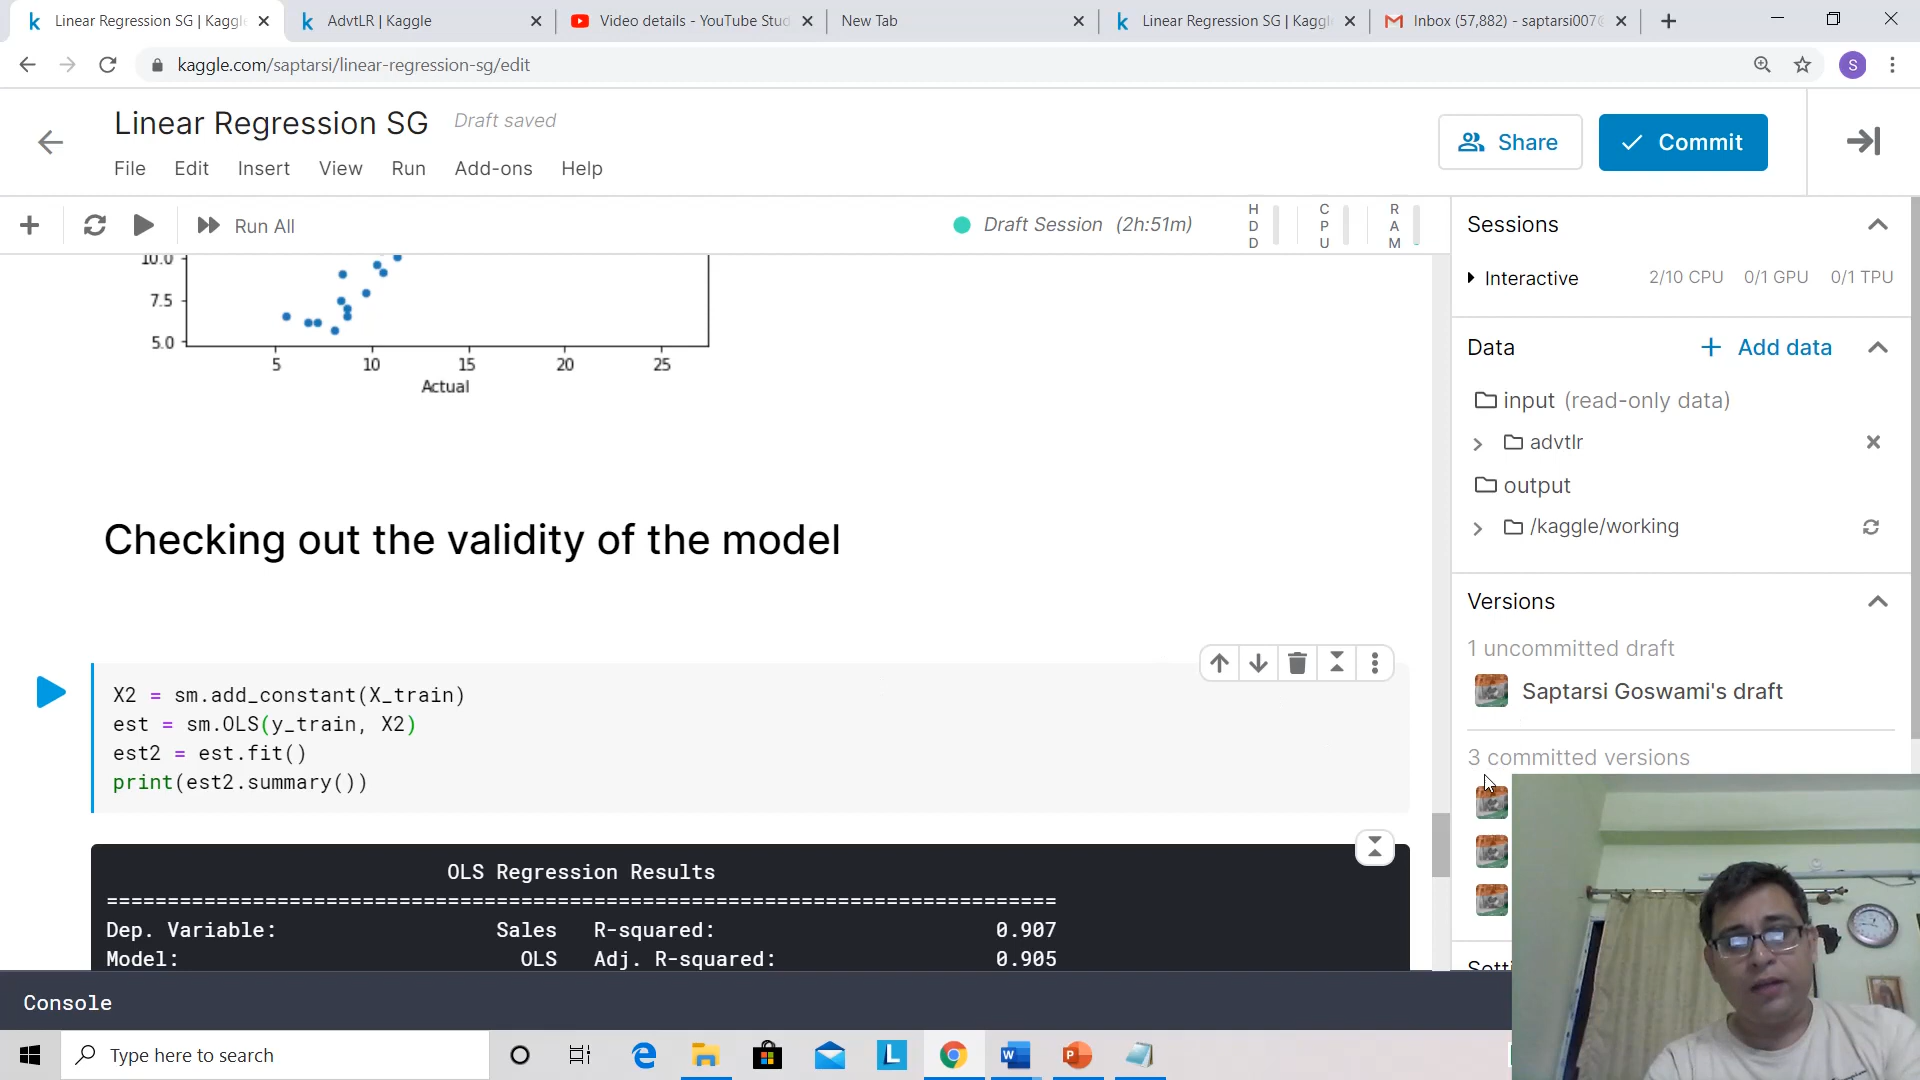 Linear Regression SG | Kaggle
AdvtLR | Kaggle
Video details - YouTube Stud
New Tab
Linear Regression SG | Kaggle
Inbox (57,882) - saptarsi007@
kaggle.com/saptarsi/linear-regression-sg/edit
S
Linear Regression SG
Draft saved
File Edit Insert View Run Add-ons Help
Share
Commit
Run All
Draft Session (2h:51m)
HDD
CPU
RAM
10.0
7.5
5.0
5 10 15 20 25
Actual
Checking out the validity of the model
X2 = sm.add_constant(X_train)
est = sm.OLS(y_train, X2)
est2 = est.fit()
print(est2.summary())
OLS Regression Results
==============================================================================
Dep. Variable: Sales R-squared: 0.907
Model: OLS Adj. R-squared: 0.905
Console
Sessions
Interactive 2/10 CPU 0/1 GPU 0/1 TPU
Data
+ Add data
input (read-only data)
advtlr
output
/kaggle/working
Versions
1 uncommitted draft
Saptarsi Goswami's draft
3 committed versions
Type here to search